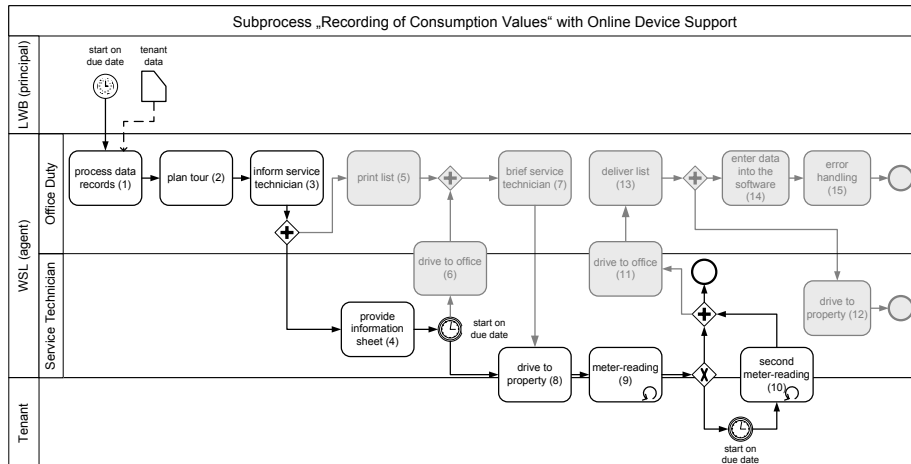 Subprocess „Recording of Consumption Values“ with Online Device Support
LWB (principal)
start on
due date
tenant
data
WSL (agent)
Office Duty
process data
records (1)
plan tour (2)
inform service
technician (3)
print list (5)
brief service
technician (7)
deliver list
(13)
enter data
into the
software
(14)
error
handling
(15)
Service Technician
drive to office
(6)
drive to office
(11)
provide
information
sheet (4)
start on
due date
drive to
property (12)
drive to
property (8)
meter-reading
(9)
X
second
meter-reading
(10)
Tenant
start on
due date